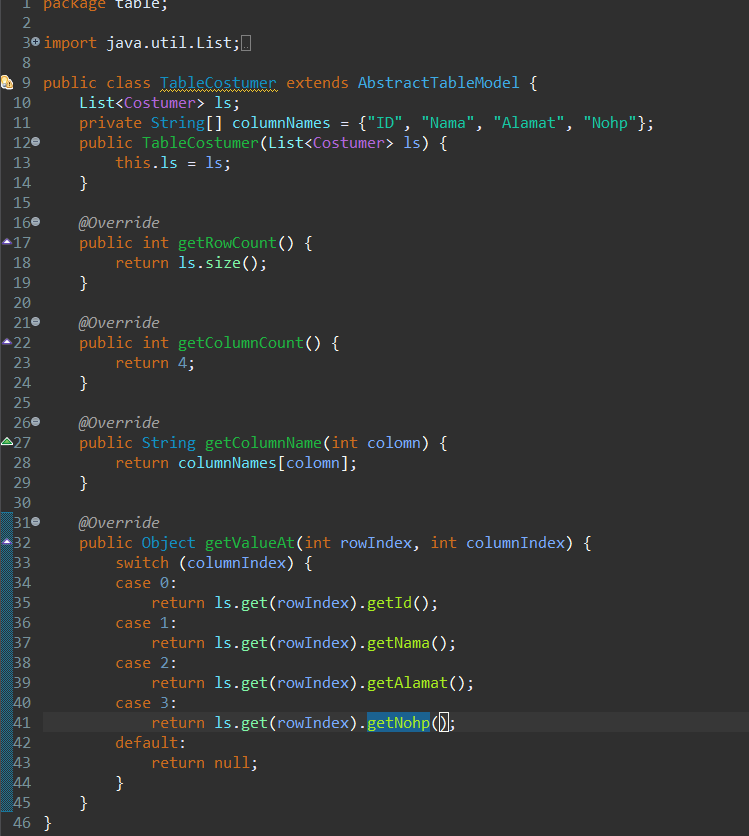 1 package table;
2
3 import java.util.List;
8
9 public class TableCostumer extends AbstractTableModel {
10     List<Costumer> ls;
11     private String[] columnNames = {"ID", "Nama", "Alamat", "Nohp"};
12     public TableCostumer(List<Costumer> ls) {
13         this.ls = ls;
14     }
15
16     @Override
17     public int getRowCount() {
18         return ls.size();
19     }
20
21     @Override
22     public int getColumnCount() {
23         return 4;
24     }
25
26     @Override
27     public String getColumnName(int colomn) {
28         return columnNames[colomn];
29     }
30
31     @Override
32     public Object getValueAt(int rowIndex, int columnIndex) {
33         switch (columnIndex) {
34         case 0:
35             return ls.get(rowIndex).getId();
36         case 1:
37             return ls.get(rowIndex).getNama();
38         case 2:
39             return ls.get(rowIndex).getAlamat();
40         case 3:
41             return ls.get(rowIndex).getNohp();
42         default:
43             return null;
44         }
45     }
46 }